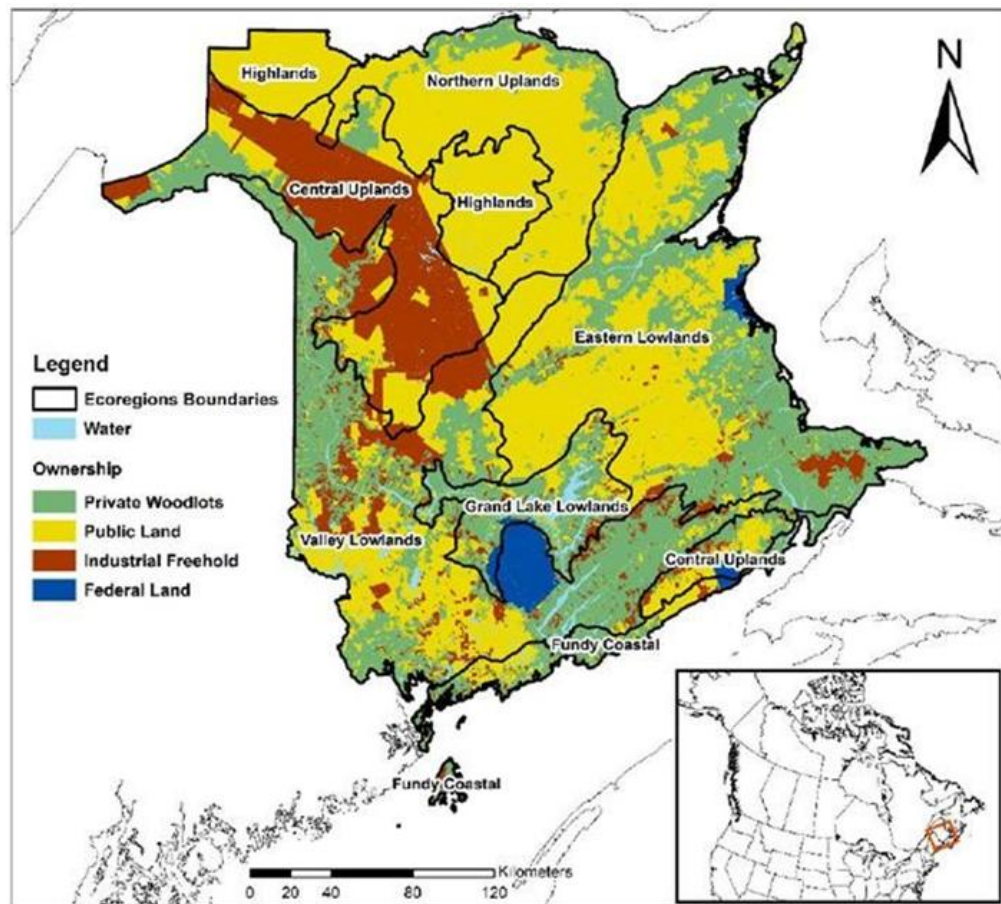 N
Highlands
Northern Uplands
Central Uplands
Highlands
Eastern Lowlands
Legend
Ecoregions Boundaries
Water
Ownership
Private Woodlots
Public Land
Industrial Freehold
Federal Land
Grand Lake Lowlands
Valley Lowlands
Central Uplands
Fundy Coastal
Fundy Coastal
Kilometers
0 20 40 80 120